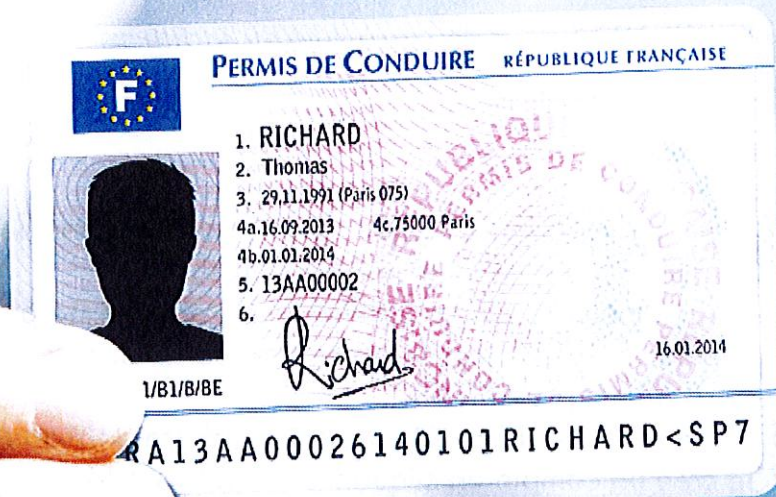 F
PERMIS DE CONDUIRE RÉPUBLIQUE FRANÇAISE
1. RICHARD
2. Thomas
3. 29.11.1991 (Paris 075)
4a.16.09.2013 4c.75000 Paris
4b.01.01.2014
5. 13AA00002
6.
Richard
16.01.2014
1/B1/B/BE
RA13AA00026140101RICHARD<SP7